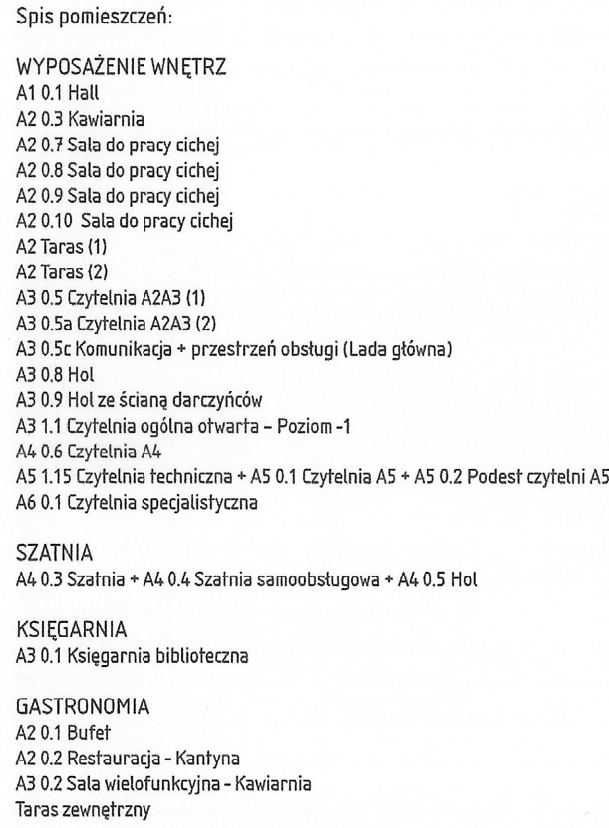 Spis pomieszczeń:
WYPOSAŻENIE WNĘTRZ
A1 0.1 Hall
A2 0.3 Kawiarnia
A2 0.7 Sala do pracy cichej
A2 0.8 Sala do pracy cichej
A2 0.9 Sala do pracy cichej
A2 0.10 Sala do pracy cichej
A2 Taras (1)
A2 Taras (2)
A3 0.5 Czytelnia A2A3 (1)
A3 0.5a Czytelnia A2A3 (2)
A3 0.5c Komunikacja + przestrzeń obsługi (Lada główna)
A3 0.8 Hol
A3 0.9 Hol ze ścianą darczyńców
A3 1.1 Czytelnia ogólna otwarta – Poziom -1
A4 0.6 Czytelnia A4
A5 1.15 Czytelnia techniczna + A5 0.1 Czytelnia A5 + A5 0.2 Podest czytelni A5
A6 0.1 Czytelnia specjalistyczna
SZATNIA
A4 0.3 Szatnia + A4 0.4 Szatnia samoobsługowa + A4 0.5 Hol
KSIĘGARNIA
A3 0.1 Księgarnia biblioteczna
GASTRONOMIA
A2 0.1 Bufet
A2 0.2 Restauracja - Kantyna
A3 0.2 Sala wielofunkcyjna - Kawiarnia
Taras zewnętrzny